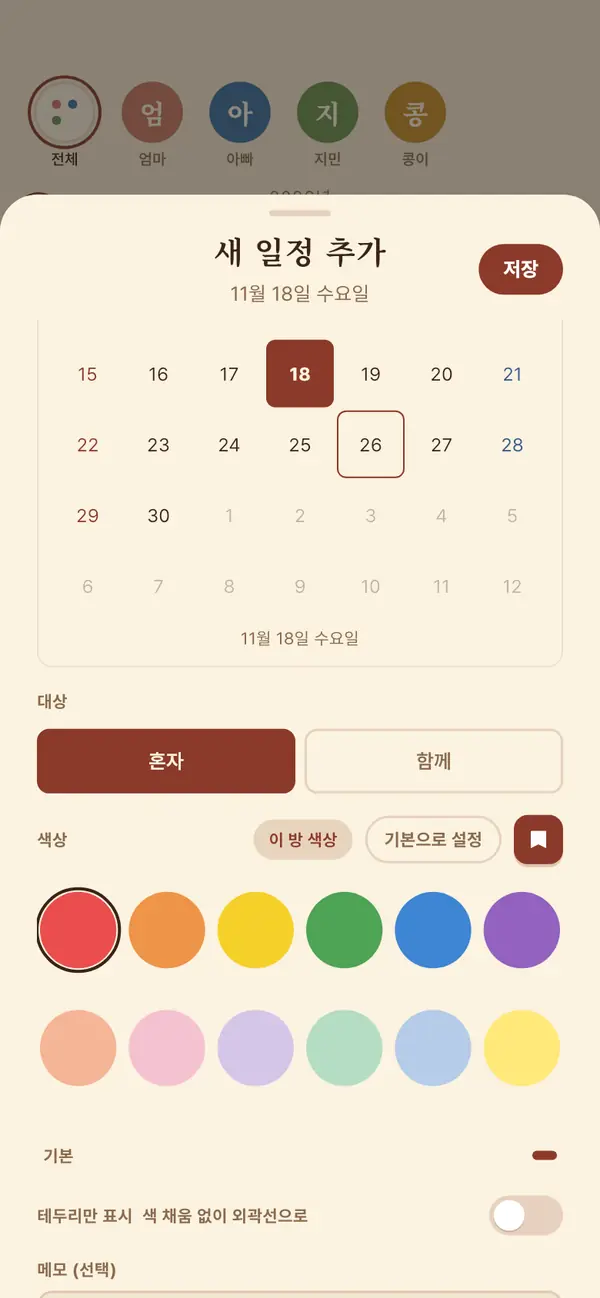 엄 아 지 콩
전체 엄마 아빠 지민 콩이
새 일정 추가
저장
11월 18일 수요일
15 16 17 18 19 20 21
22 23 24 25 26 27 28
29 30 1 2 3 4 5
6 7 8 9 10 11 12
11월 18일 수요일
대상
혼자 함께
색상 이 방 색상 기본으로 설정
기본
테두리만 표시 색 채움 없이 외곽선으로
메모 (선택)